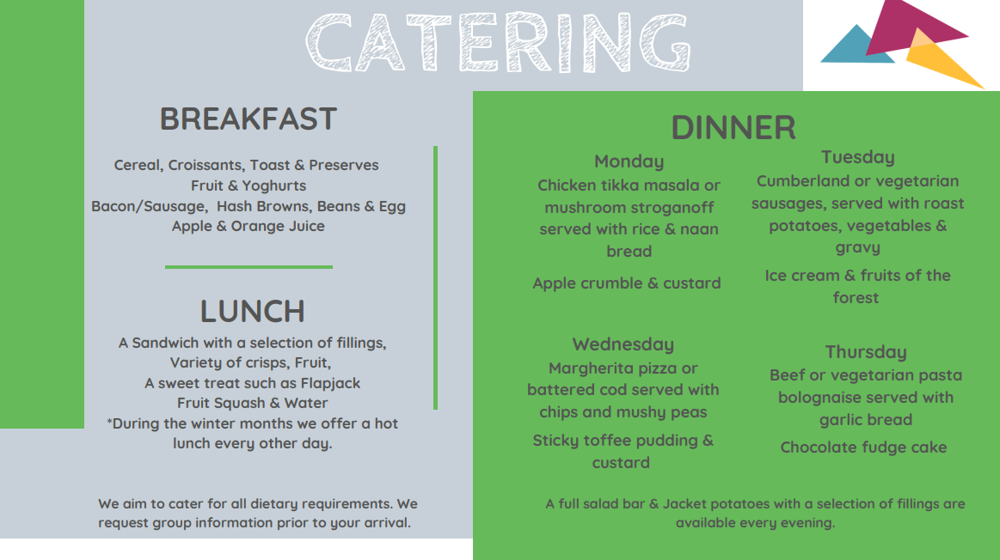 CATERING
BREAKFAST
Cereal, Croissants, Toast & Preserves
Fruit & Yoghurts
Bacon/Sausage,  Hash Browns, Beans & Egg
Apple & Orange Juice
LUNCH
A Sandwich with a selection of fillings,
Variety of crisps, Fruit,
A sweet treat such as Flapjack
Fruit Squash & Water
*During the winter months we offer a hot
lunch every other day.
We aim to cater for all dietary requirements. We
request group information prior to your arrival.
DINNER
Monday
Chicken tikka masala or
mushroom stroganoff
served with rice & naan
bread
Apple crumble & custard
Tuesday
Cumberland or vegetarian
sausages, served with roast
potatoes, vegetables &
gravy
Ice cream & fruits of the
forest
Wednesday
Margherita pizza or
battered cod served with
chips and mushy peas
Sticky toffee pudding &
custard
Thursday
Beef or vegetarian pasta
bolognaise served with
garlic bread
Chocolate fudge cake
A full salad bar & Jacket potatoes with a selection of fillings are
available every evening.